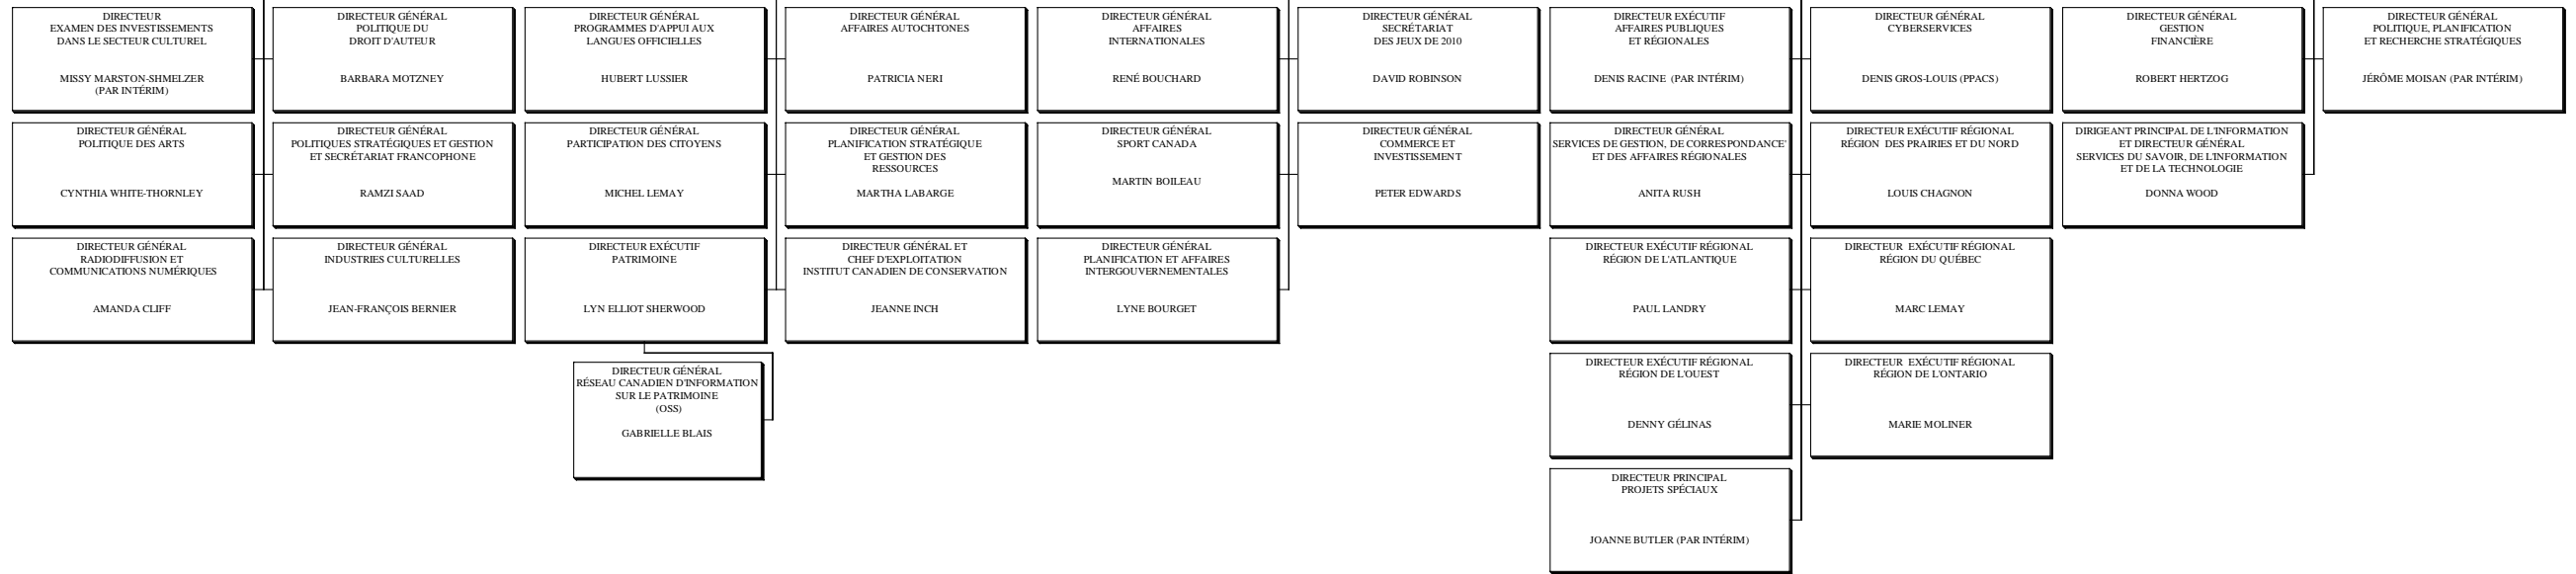 DIRECTEUR
EXAMEN DES INVESTISSEMENTS
DANS LE SECTEUR CULTUREL
MISSY MARSTON-SHMELZER
(PAR INTÉRIM)
DIRECTEUR GÉNÉRAL
POLITIQUE DU
DROIT D'AUTEUR
BARBARA MOTZNEY
DIRECTEUR GÉNÉRAL
PROGRAMMES D'APPUI AUX
LANGUES OFFICIELLES
HUBERT LUSSIER
DIRECTEUR GÉNÉRAL
AFFAIRES AUTOCHTONES
PATRICIA NERI
DIRECTEUR GÉNÉRAL
AFFAIRES
INTERNATIONALES
RENÉ BOUCHARD
DIRECTEUR GÉNÉRAL
SECRÉTARIAT
DES JEUX DE 2010
DAVID ROBINSON
DIRECTEUR EXÉCUTIF
AFFAIRES PUBLIQUES
ET RÉGIONALES
DENIS RACINE (PAR INTÉRIM)
DIRECTEUR GÉNÉRAL
CYBERSERVICES
DENIS GROS-LOUIS (PPACS)
DIRECTEUR GÉNÉRAL
GESTION
FINANCIÈRE
ROBERT HERTZOG
DIRECTEUR GÉNÉRAL
POLITIQUE, PLANIFICATION
ET RECHERCHE STRATÉGIQUES
JÉRÔME MOISAN (PAR INTÉRIM)
DIRECTEUR GÉNÉRAL
POLITIQUE DES ARTS
CYNTHIA WHITE-THORNLEY
DIRECTEUR GÉNÉRAL
POLITIQUES STRATÉGIQUES ET GESTION
ET SECRÉTARIAT FRANCOPHONE
RAMZI SAAD
DIRECTEUR GÉNÉRAL
PARTICIPATION DES CITOYENS
MICHEL LEMAY
DIRECTEUR GÉNÉRAL
PLANIFICATION STRATÉGIQUE
ET GESTION DES
RESSOURCES
MARTHA LABARGE
DIRECTEUR GÉNÉRAL
SPORT CANADA
MARTIN BOILEAU
DIRECTEUR GÉNÉRAL
COMMERCE ET
INVESTISSEMENT
PETER EDWARDS
DIRECTEUR GÉNÉRAL
SERVICES DE GESTION, DE CORRESPONDANCE'
ET DES AFFAIRES RÉGIONALES
ANITA RUSH
DIRECTEUR EXÉCUTIF RÉGIONAL
RÉGION DES PRAIRIES ET DU NORD
LOUIS CHAGNON
DIRIGEANT PRINCIPAL DE L'INFORMATION
ET DIRECTEUR GÉNÉRAL
SERVICES DU SAVOIR, DE L'INFORMATION
ET DE LA TECHNOLOGIE
DONNA WOOD
DIRECTEUR GÉNÉRAL
RADIODIFFUSION ET
COMMUNICATIONS NUMÉRIQUES
AMANDA CLIFF
DIRECTEUR GÉNÉRAL
INDUSTRIES CULTURELLES
JEAN-FRANÇOIS BERNIER
DIRECTEUR EXÉCUTIF
PATRIMOINE
LYN ELLIOT SHERWOOD
DIRECTEUR GÉNÉRAL ET
CHEF D'EXPLOITATION
INSTITUT CANADIEN DE CONSERVATION
JEANNE INCH
DIRECTEUR GÉNÉRAL
PLANIFICATION ET AFFAIRES
INTERGOUVERNEMENTALES
LYNE BOURGET
DIRECTEUR EXÉCUTIF RÉGIONAL
RÉGION DE L'ATLANTIQUE
PAUL LANDRY
DIRECTEUR EXÉCUTIF RÉGIONAL
RÉGION DU QUÉBEC
MARC LEMAY
DIRECTEUR GÉNÉRAL
RÉSEAU CANADIEN D'INFORMATION
SUR LE PATRIMOINE
(OSS)
GABRIELLE BLAIS
DIRECTEUR EXÉCUTIF RÉGIONAL
RÉGION DE L'OUEST
DENNY GÉLINAS
DIRECTEUR EXÉCUTIF RÉGIONAL
RÉGION DE L'ONTARIO
MARIE MOLINER
DIRECTEUR PRINCIPAL
PROJETS SPÉCIAUX
JOANNE BUTLER (PAR INTÉRIM)